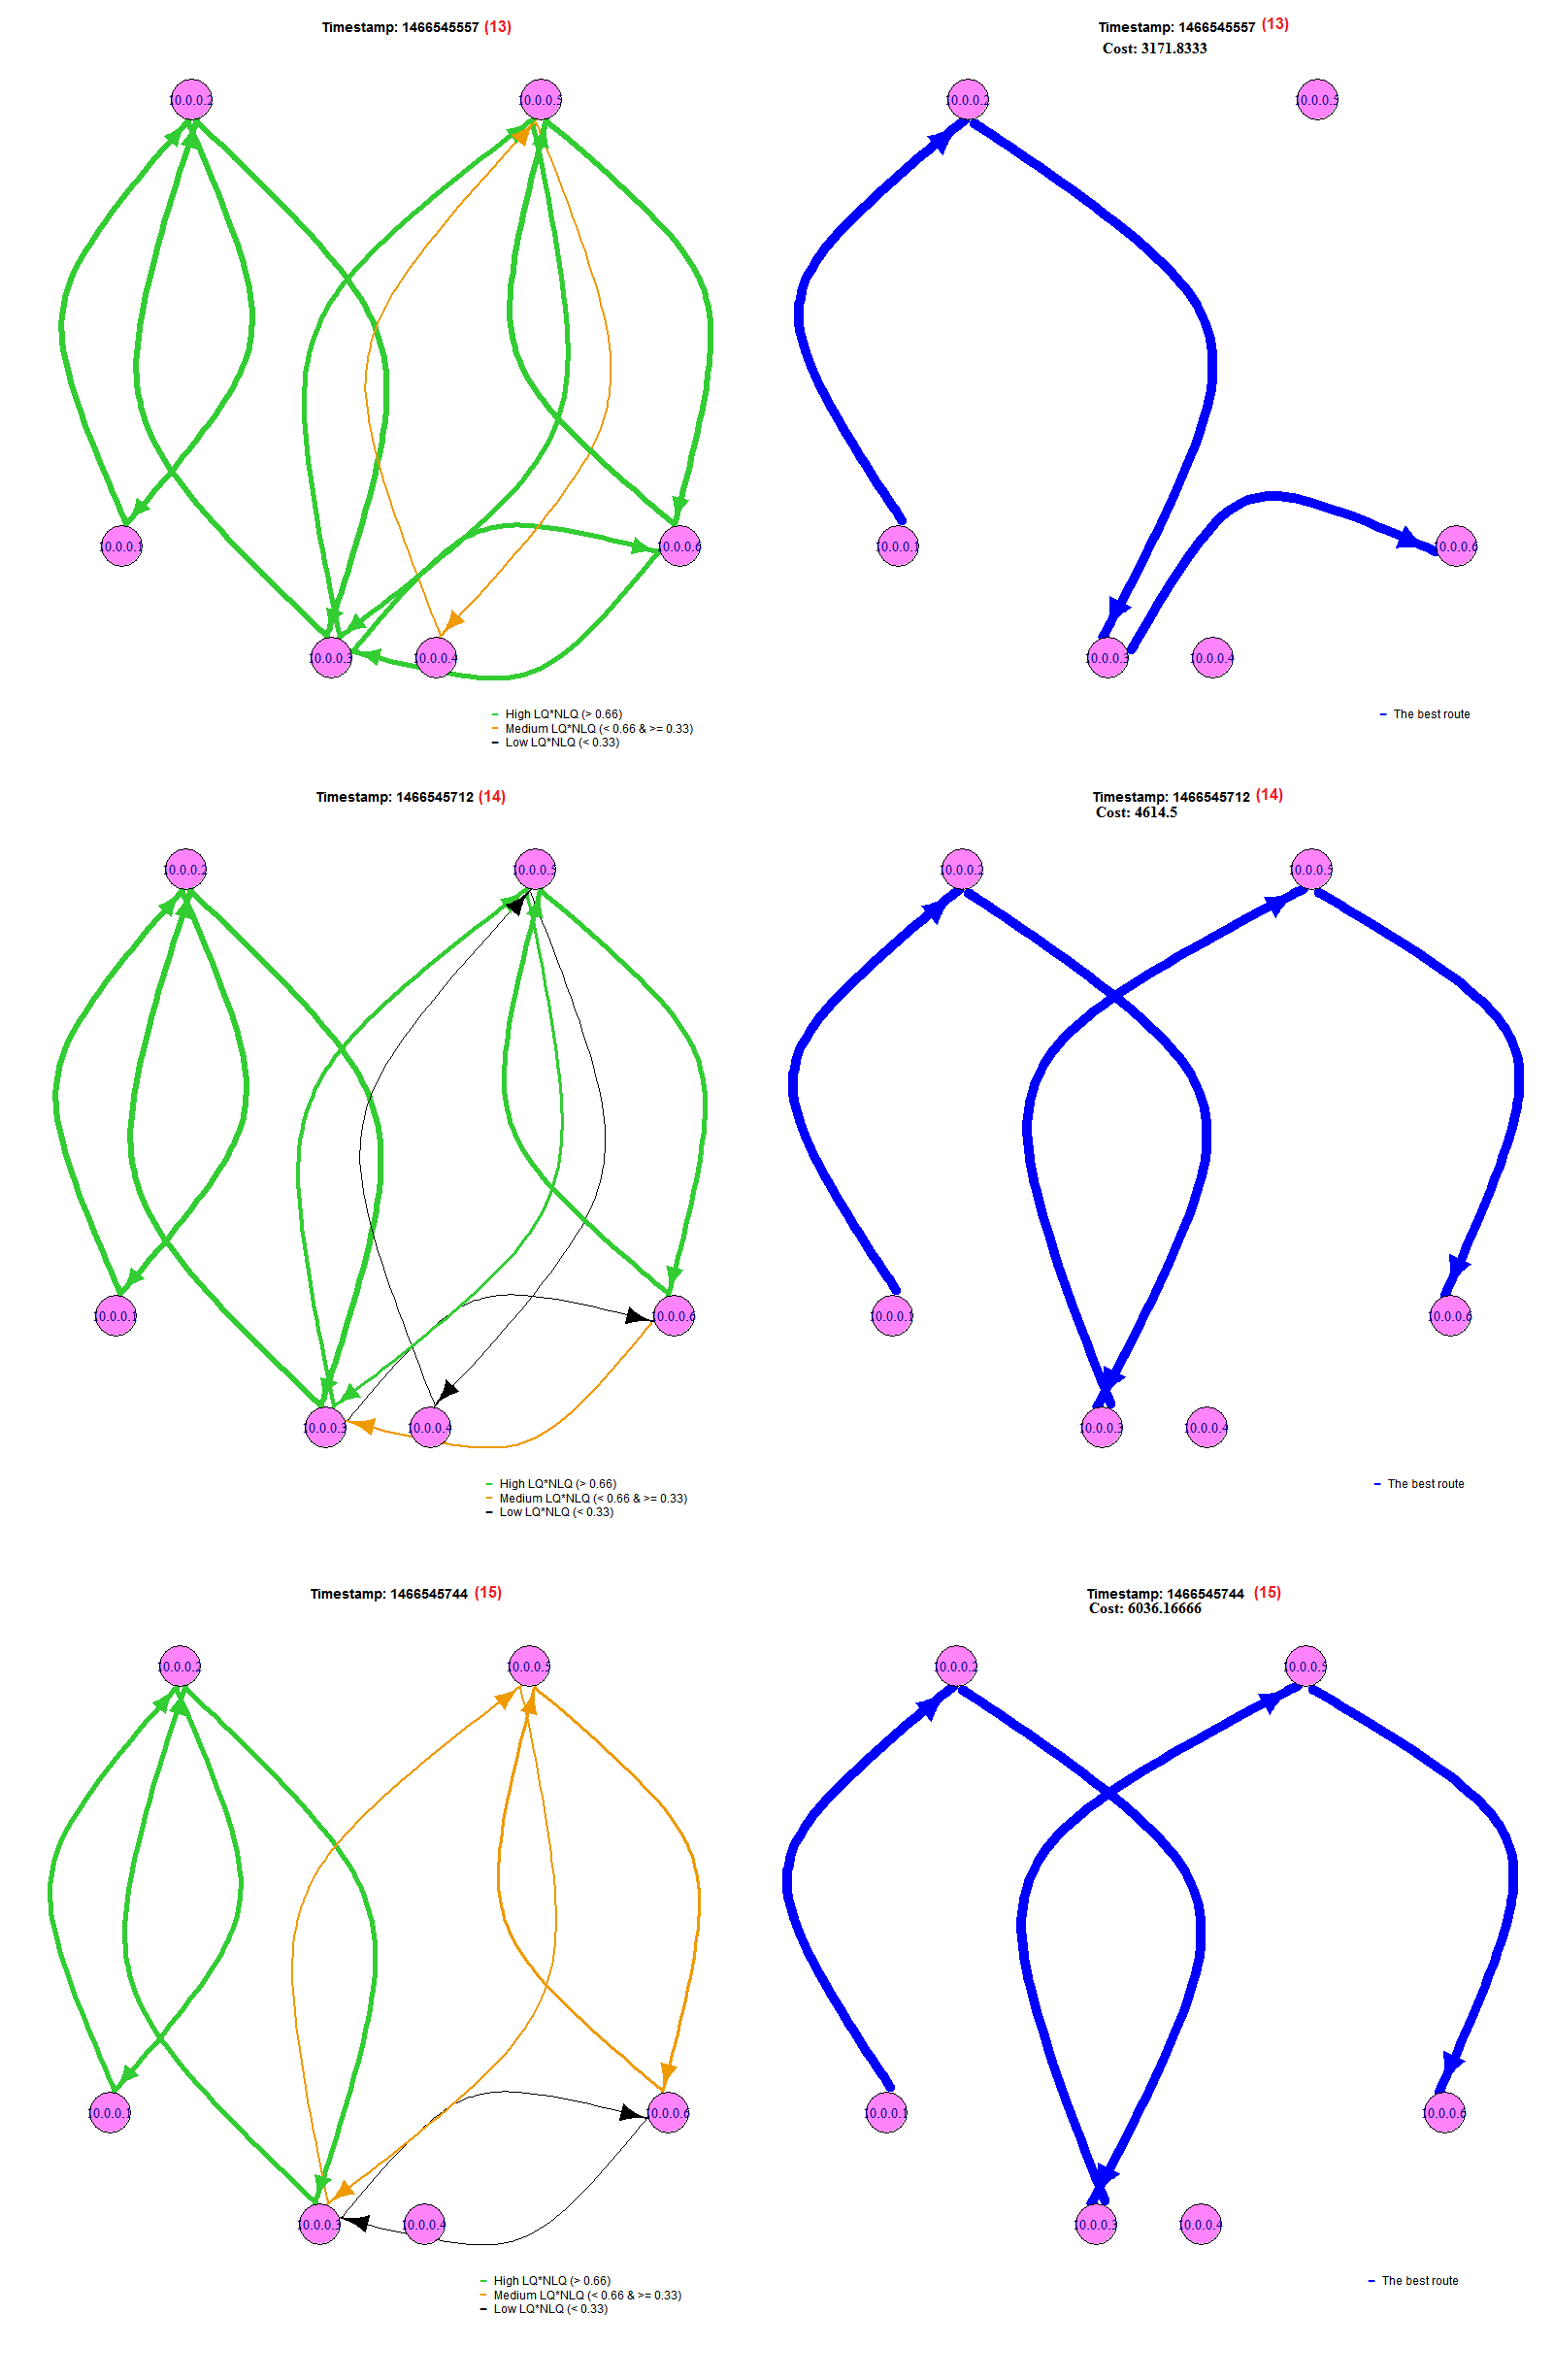 Timestamp: 1466545557 (13)
Timestamp: 1466545557 (13)
Cost: 3171.8333
10.0.0.2
10.0.0.5
10.0.0.2
10.0.0.5
10.0.0.1
10.0.0.6
10.0.0.1
10.0.0.6
10.0.0.3
10.0.0.4
10.0.0.3
10.0.0.4
High LQ*NLQ (> 0.66)
Medium LQ*NLQ (< 0.66 & >= 0.33)
Low LQ*NLQ (< 0.33)
The best route
Timestamp: 1466545712 (14)
Timestamp: 1466545712 (14)
Cost: 4614.5
10.0.0.2
10.0.0.5
10.0.0.2
10.0.0.5
10.0.0.1
10.0.0.6
10.0.0.1
10.0.0.6
10.0.0.3
10.0.0.4
10.0.0.3
10.0.0.4
High LQ*NLQ (> 0.66)
Medium LQ*NLQ (< 0.66 & >= 0.33)
Low LQ*NLQ (< 0.33)
The best route
Timestamp: 1466545744 (15)
Timestamp: 1466545744 (15)
Cost: 6036.16666
10.0.0.2
10.0.0.5
10.0.0.2
10.0.0.5
10.0.0.1
10.0.0.6
10.0.0.1
10.0.0.6
10.0.0.3
10.0.0.4
10.0.0.3
10.0.0.4
High LQ*NLQ (> 0.66)
Medium LQ*NLQ (< 0.66 & >= 0.33)
Low LQ*NLQ (< 0.33)
The best route